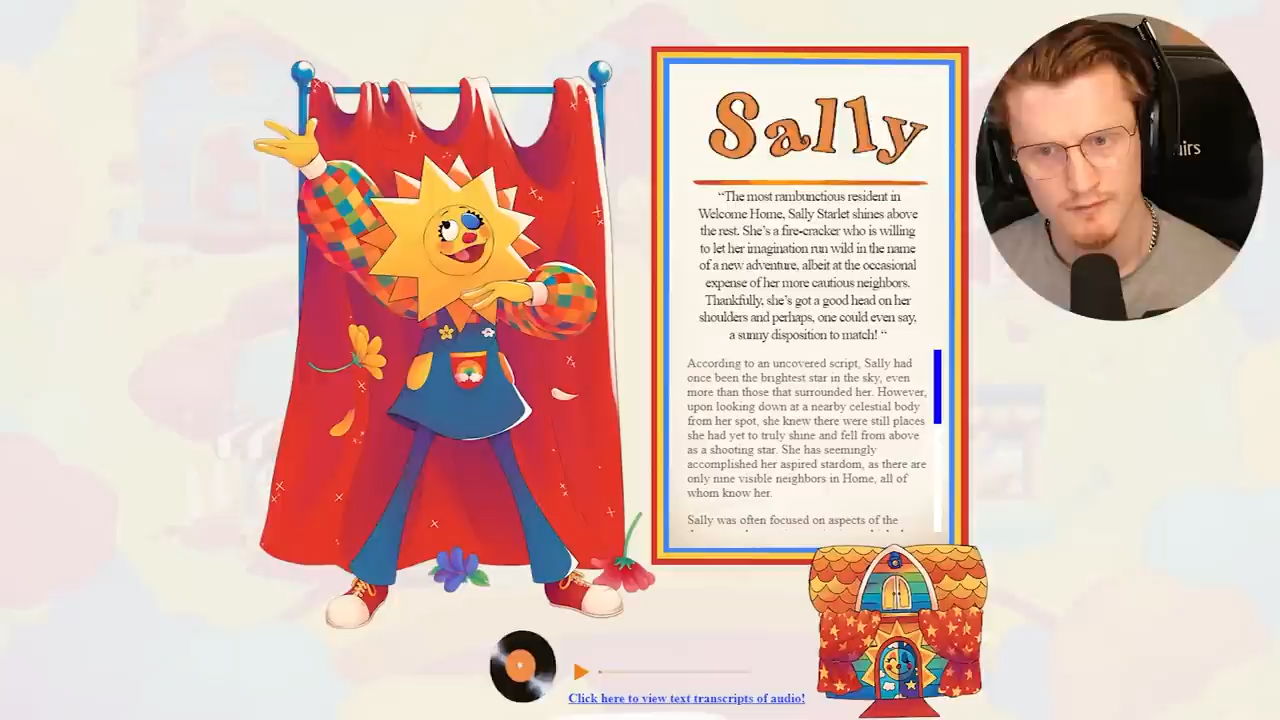 Sally
“The most rambunctious resident in
Welcome Home, Sally Starlet shines above
the rest. She’s a fire-cracker who is willing
to let her imagination run wild in the name
of a new adventure, albeit at the occasional
expense of her more cautious neighbors.
Thankfully, she’s got a good head on her
shoulders and perhaps, one could even say,
a sunny disposition to match! “
According to an uncovered script, Sally had
once been the brightest star in the sky, even
more than those that surrounded her. However,
upon looking down at a nearby celestial body
from her spot, she knew there were still places
she had yet to truly shine and fell from above
as a shooting star. She has seemingly
accomplished her aspired stardom, as there are
only nine visible neighbors in Home, all of
whom know her.
Sally was often focused on aspects of the
Click here to view text transcripts of audio!